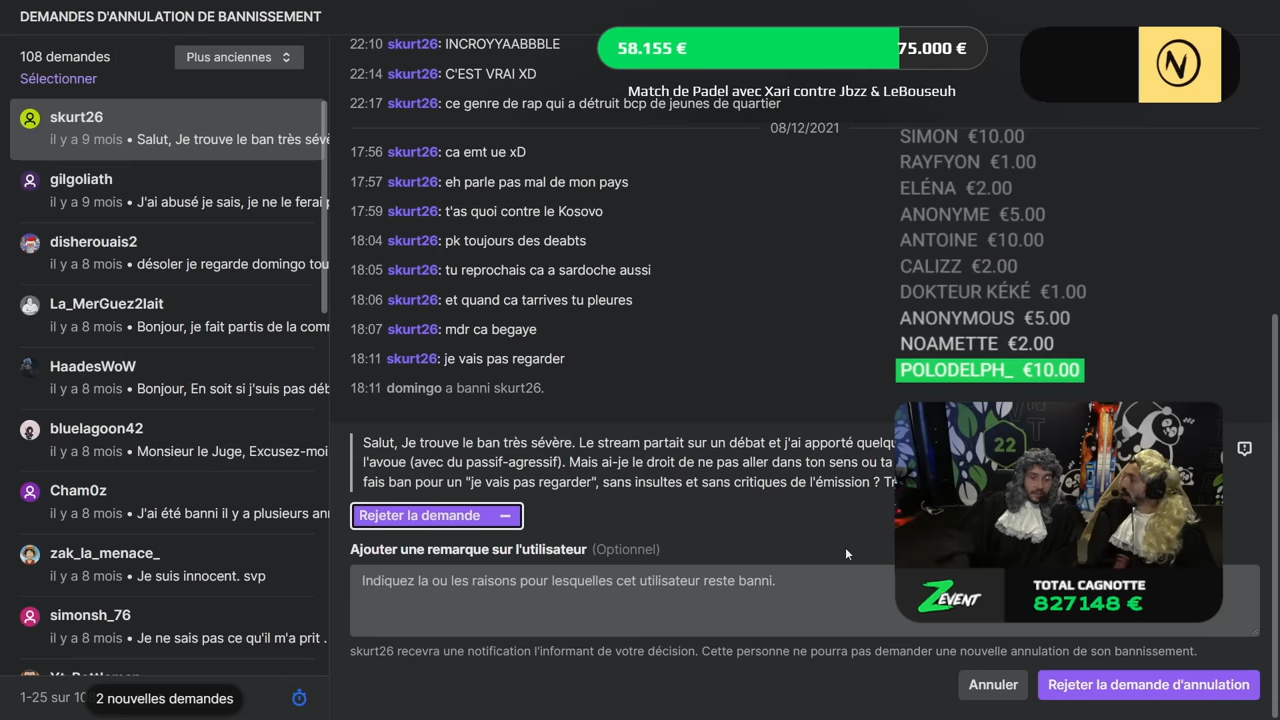 DEMANDES D'ANNULATION DE BANNISSEMENT
108 demandes
Plus anciennes
Sélectionner
skurt26
il y a 9 mois • Salut, Je trouve le ban très sévè
gilgoliath
il y a 9 mois • J'ai abusé je sais, je ne le ferai
disherouais2
il y a 8 mois • désoler je regarde domingo tou
La_MerGuez2lait
il y a 8 mois • Bonjour, je fait partis de la com
HaadesWoW
il y a 8 mois • Bonjour, En soit si j'suis pas déb
bluelagoon42
il y a 8 mois • Monsieur le Juge, Excusez-moi
Cham0z
il y a 8 mois • J'ai été banni il y a plusieurs ann
zak_la_menace_
il y a 8 mois • Je suis innocent. svp
simonsh_76
il y a 8 mois • Je ne sais pas ce qu'il m'a prit .
1-25 sur 10
2 nouvelles demandes
22:10 skurt26: INCROYYAABBBLE
22:14 skurt26: C'EST VRAI XD
22:17 skurt26: ce genre de rap qui a détruit bcp de jeunes de quartier
08/12/2021
17:56 skurt26: ca emt ue xD
17:57 skurt26: eh parle pas mal de mon pays
17:59 skurt26: t'as quoi contre le Kosovo
18:04 skurt26: pk toujours des deabts
18:05 skurt26: tu reprochais ca a sardoche aussi
18:06 skurt26: et quand ca tarrives tu pleures
18:07 skurt26: mdr ca begaye
18:11 skurt26: je vais pas regarder
18:11 domingo a banni skurt26.
Salut, Je trouve le ban très sévère. Le stream partait sur un débat et j'ai apporté quelqu
l'avoue (avec du passif-agressif). Mais ai-je le droit de ne pas aller dans ton sens ou ta
fais ban pour un "je vais pas regarder", sans insultes et sans critiques de l'émission ? Tr
Rejeter la demande
Ajouter une remarque sur l'utilisateur (Optionnel)
Indiquez la ou les raisons pour lesquelles cet utilisateur reste banni.
skurt26 recevra une notification l'informant de votre décision. Cette personne ne pourra pas demander une nouvelle annulation de son bannissement.
Annuler
Rejeter la demande d'annulation
58.155 €
75.000 €
Match de Padel avec Xari contre Jbzz & LeBouseuh
N
SIMON €10.00
RAYFYON €1.00
ELÉNA €2.00
ANONYME €5.00
ANTOINE €10.00
CALIZZ €2.00
DOKTEUR KÉKÉ €1.00
ANONYMOUS €5.00
NOAMETTE €2.00
POLODELPH_ €10.00
22
ZEVENT
TOTAL CAGNOTTE
827 148 €